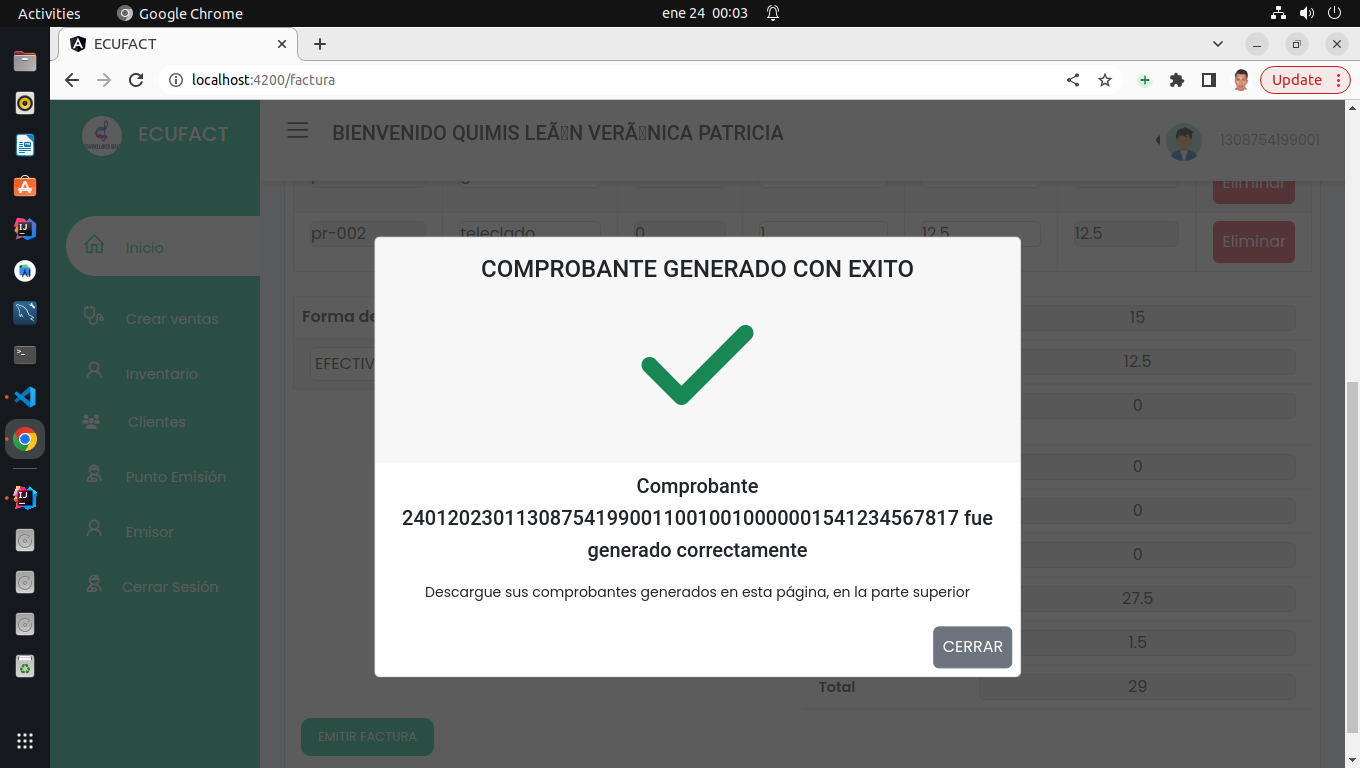 Activities
Google Chrome
ene 24 00:03
ECUFACT
localhost:4200/factura
Update
ECUFACT
BIENVENIDO QUIMIS LEÃN VERÃNICA PATRICIA
1308754199001
Eliminar
Inicio
pr-002
teleclado
0
1
12.5
12.5
Eliminar
COMPROBANTE GENERADO CON EXITO
Crear ventas
Forma de
15
EFECTIV
12.5
Inventario
0
Clientes
0
Punto Emisión
Comprobante
2401202301130875419900110010010000001541234567817 fue
generado correctamente
0
Emisor
0
Cerrar Sesión
Descargue sus comprobantes generados en esta página, en la parte superior
27.5
1.5
CERRAR
Total
29
EMITIR FACTURA